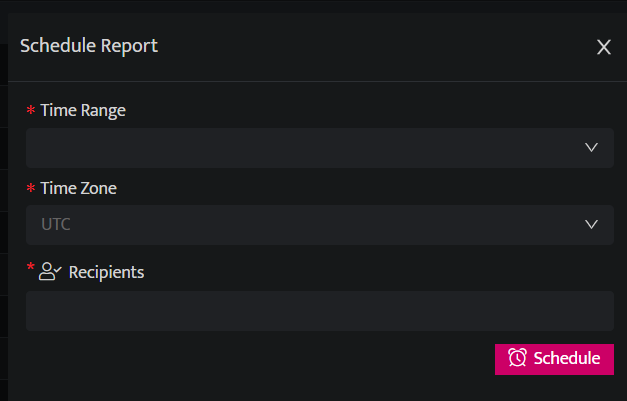 Schedule Report
* Time Range
* Time Zone
UTC
* Recipients
Schedule